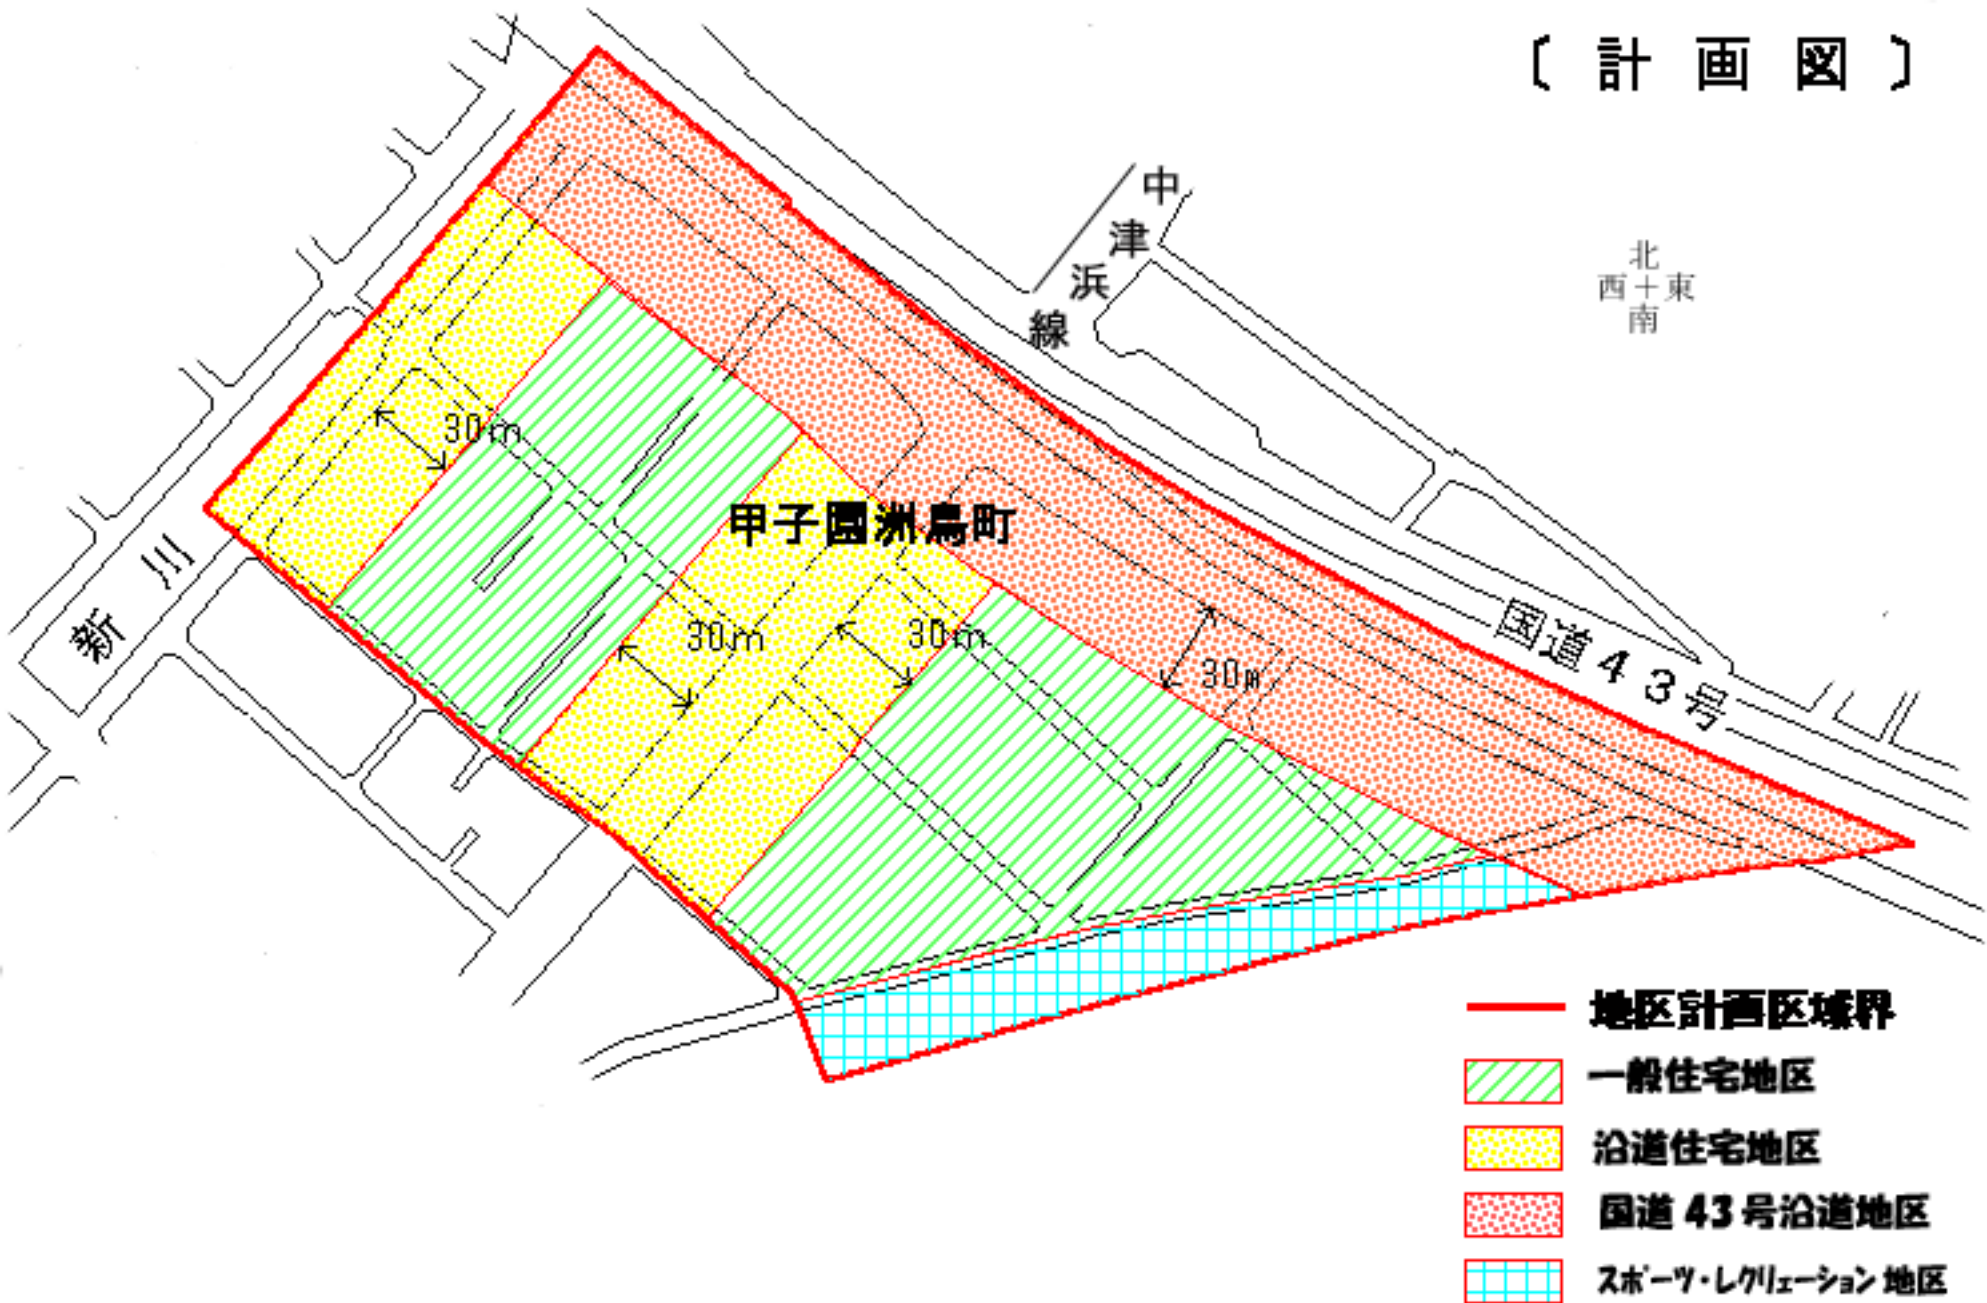 〔 計 画 図 〕
中津浜線
北
西+東
南
30m
甲子園洲鳥町
新川
30m
30m
30m
国道43号
地区計画区域界
一般住宅地区
沿道住宅地区
国道43号沿道地区
スポーツ・レクリェーション地区